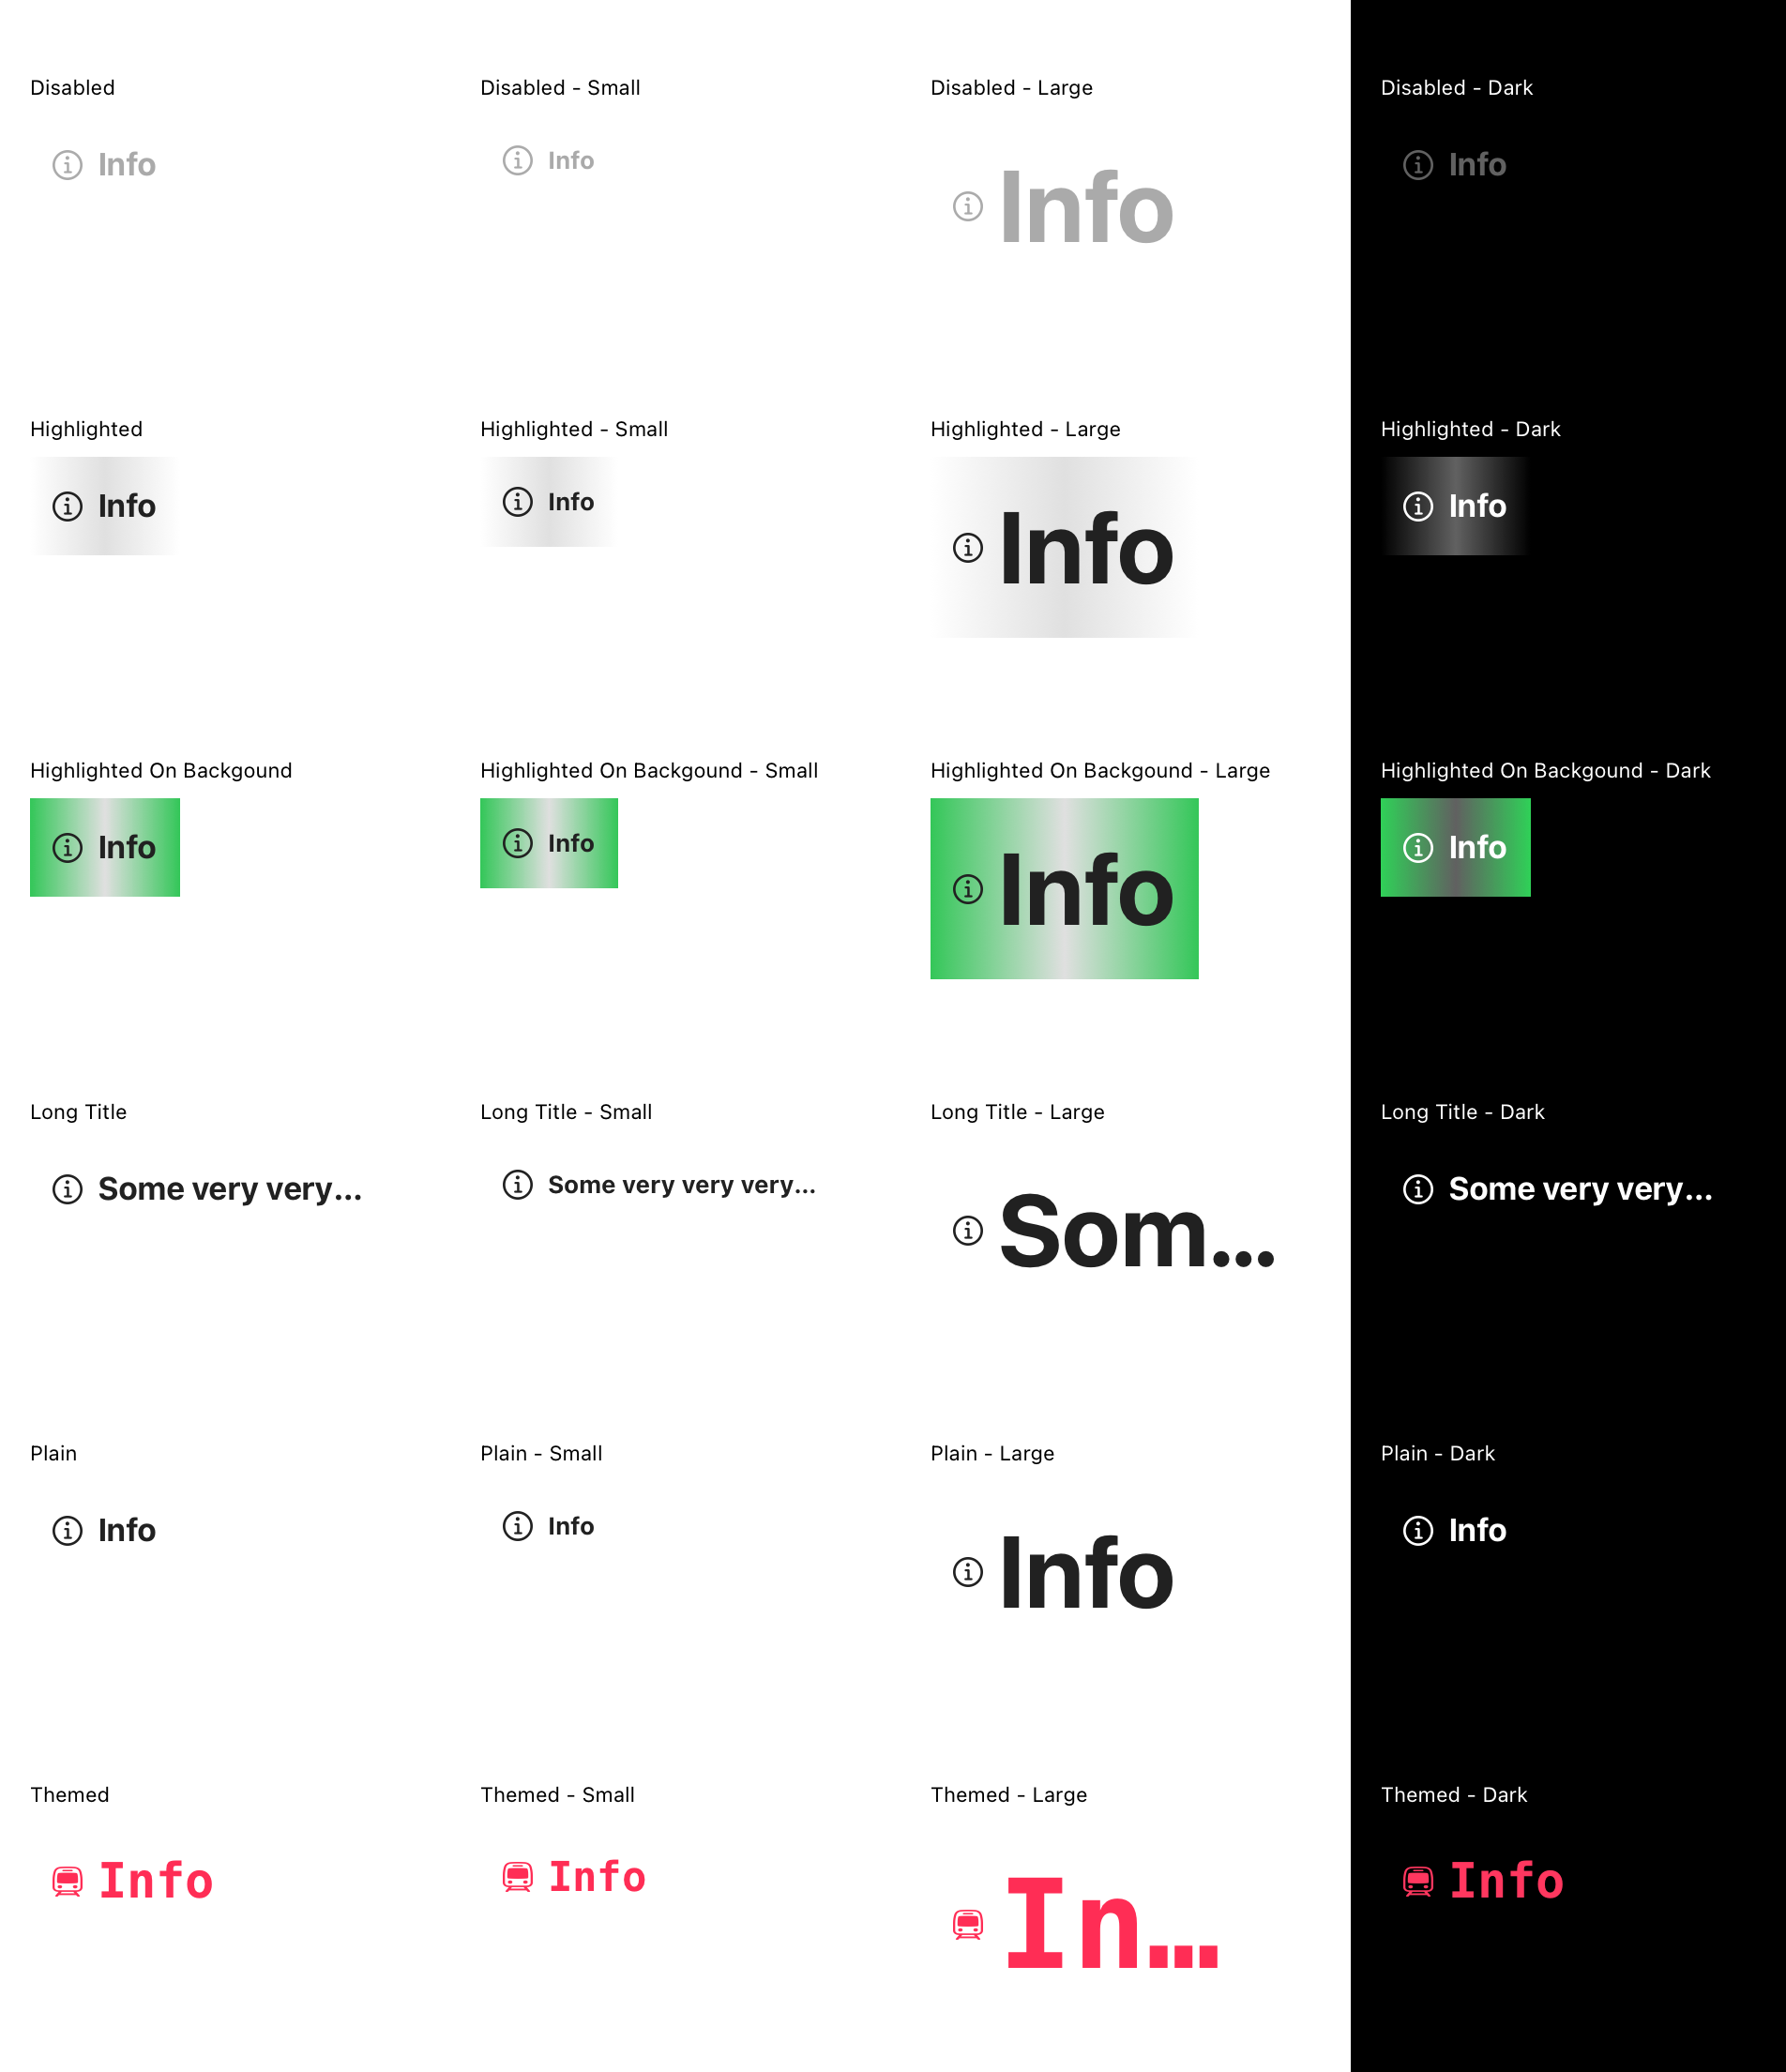 Disabled
Disabled - Small
Disabled - Large
Disabled - Dark
Info
Info
Info
Info
Highlighted
Highlighted - Small
Highlighted - Large
Highlighted - Dark
Info
Info
Info
Info
Highlighted On Backgound
Highlighted On Backgound - Small
Highlighted On Backgound - Large
Highlighted On Backgound - Dark
Info
Info
Info
Info
Long Title
Long Title - Small
Long Title - Large
Long Title - Dark
Some very very...
Some very very very...
Som...
Some very very...
Plain
Plain - Small
Plain - Large
Plain - Dark
Info
Info
Info
Info
Themed
Themed - Small
Themed - Large
Themed - Dark
Info
Info
In...
Info